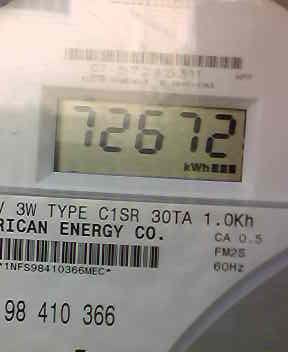 72672
kWh
V 3W TYPE C1SR 30TA 1.0Kh
RICAN ENERGY CO.
CA 0.5
FM2S
60Hz
*1NFS98410366MEC*
98 410 366